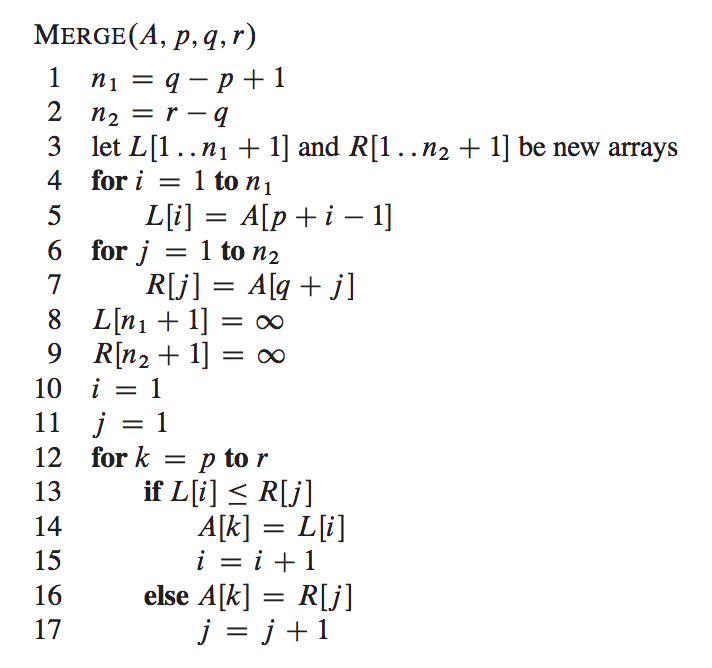 MERGE(A, p, q, r)
1 n₁ = q − p + 1
2 n₂ = r − q
3 let L[1 . . n₁ + 1] and R[1 . . n₂ + 1] be new arrays
4 for i = 1 to n₁
5 L[i] = A[p + i − 1]
6 for j = 1 to n₂
7 R[j] = A[q + j]
8 L[n₁ + 1] = ∞
9 R[n₂ + 1] = ∞
10 i = 1
11 j = 1
12 for k = p to r
13 if L[i] ≤ R[j]
14 A[k] = L[i]
15 i = i + 1
16 else A[k] = R[j]
17 j = j + 1